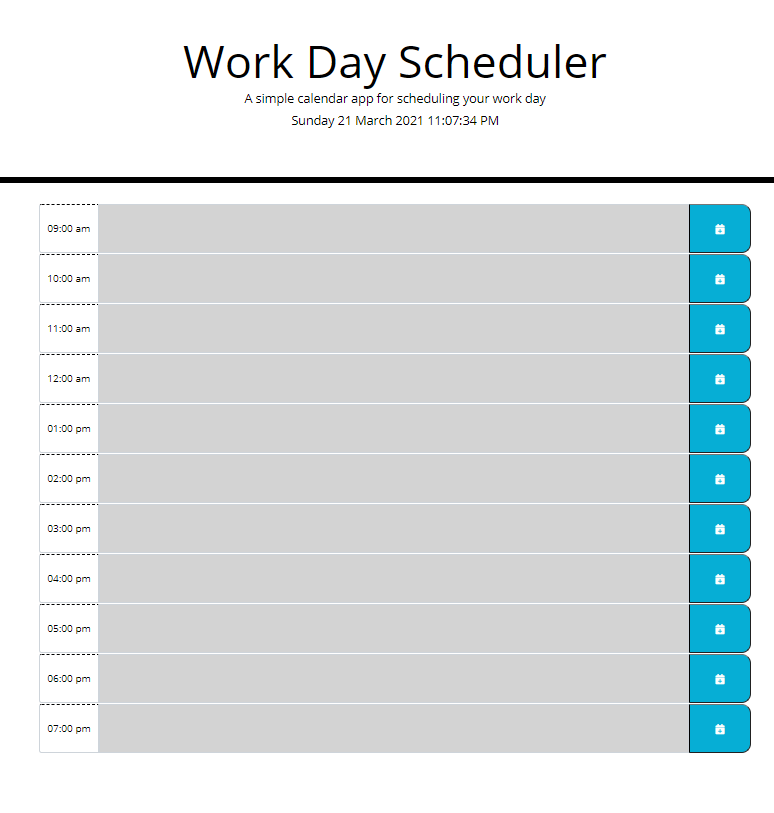 Work Day Scheduler
A simple calendar app for scheduling your work day
Sunday 21 March 2021 11:07:34 PM
09:00 am
10:00 am
11:00 am
12:00 am
01:00 pm
02:00 pm
03:00 pm
04:00 pm
05:00 pm
06:00 pm
07:00 pm